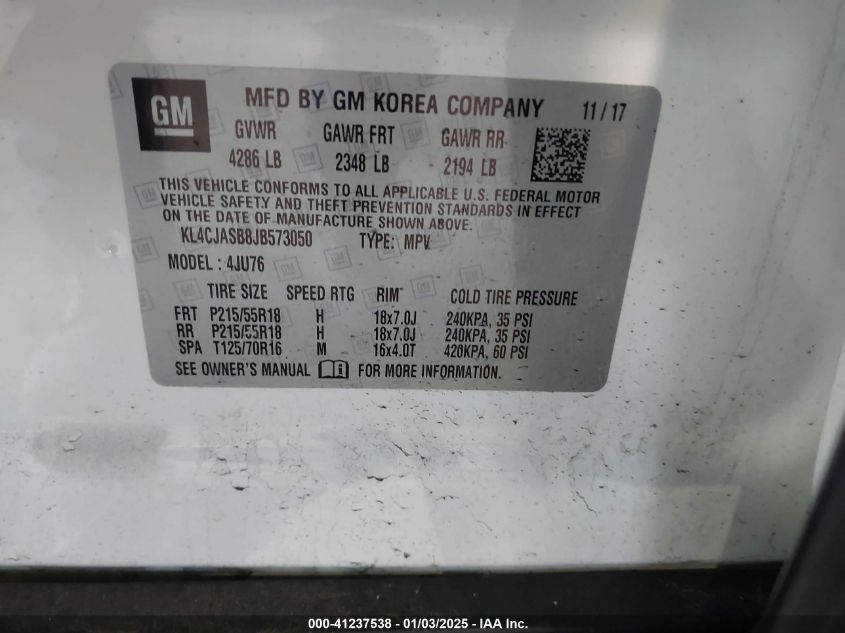 GM
MFD BY GM KOREA COMPANY 11/17
GVWR GAWR FRT GAWR RR
4286 LB 2348 LB 2194 LB
THIS VEHICLE CONFORMS TO ALL APPLICABLE U.S. FEDERAL MOTOR
VEHICLE SAFETY AND THEFT PREVENTION STANDARDS IN EFFECT
ON THE DATE OF MANUFACTURE SHOWN ABOVE.
KL4CJASB8JB573050 TYPE: MPV
MODEL : 4JU76
TIRE SIZE SPEED RTG RIM COLD TIRE PRESSURE
FRT P215/55R18 H 18x7.0J 240KPA, 35 PSI
RR P215/55R18 H 18x7.0J 240KPA, 35 PSI
SPA T125/70R16 M 16x4.0T 420KPA, 60 PSI
SEE OWNER'S MANUAL FOR MORE INFORMATION.
000-41237538 - 01/03/2025 - IAA Inc.